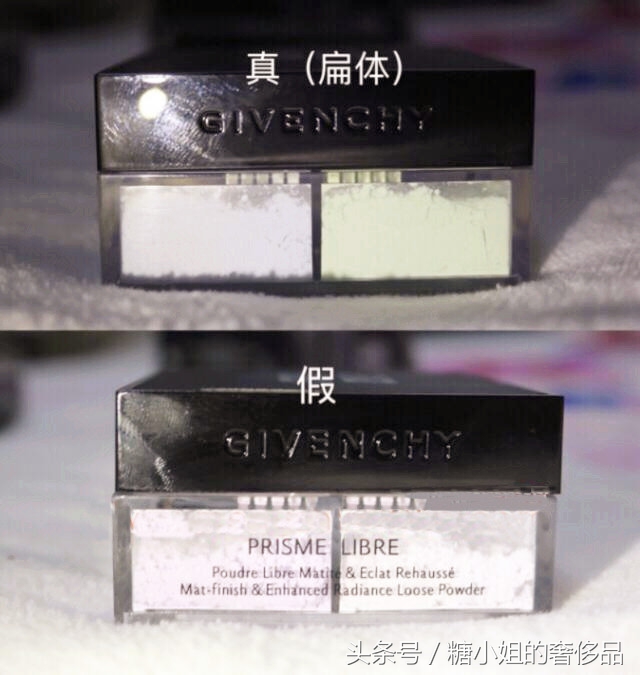 真（扁体）
GIVENCHY
假
GIVENCHY
PRISME LIBRE
Poudre Libre Matité & Eclat Rehaussé
Mat-finish & Enhanced Radiance Loose Powder
头条号 / 糖小姐的奢侈品